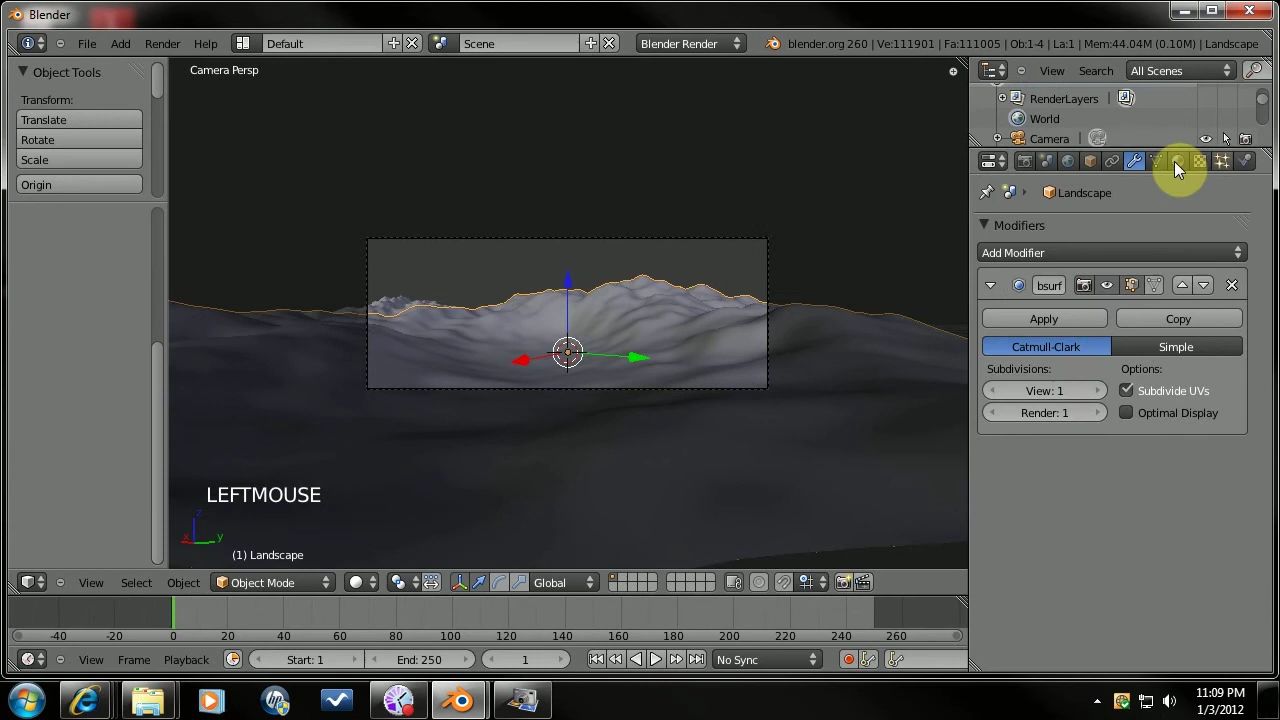 Blender
File Add Render Help Default Scene Blender Render blender.org 260 | Ve:111901 | Fa:111005 | Ob:1-4 | La:1 | Mem:44.04M (0.10M) | Landscape
Object Tools
Transform:
Translate
Rotate
Scale
Origin
Camera Persp
LEFTMOUSE
z
x y
(1) Landscape
View Search All Scenes
RenderLayers
World
Camera
Landscape
Modifiers
Add Modifier
bsurf
Apply Copy
Catmull-Clark Simple
Subdivisions: Options:
View: 1 Subdivide UVs
Render: 1 Optimal Display
View Select Object Object Mode Global
-40 -20 0 20 40 60 80 100 120 140 160 180 200 220 240 260
View Frame Playback Start: 1 End: 250 1 No Sync
11:09 PM
1/3/2012